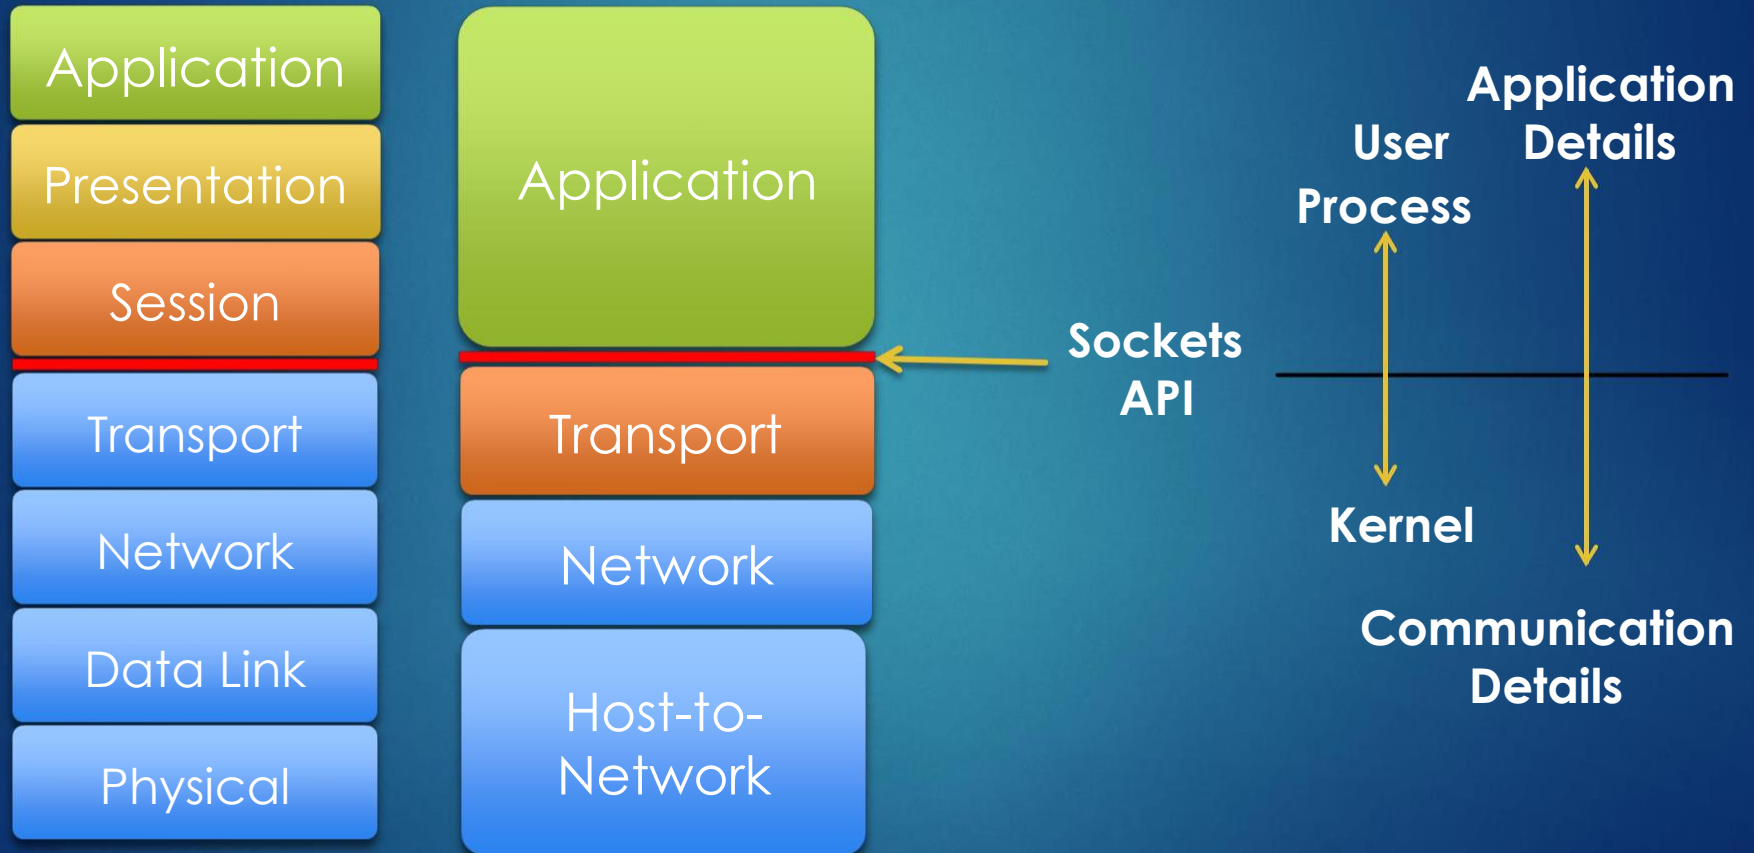 Application
Presentation
Session
Transport
Network
Data Link
Physical
Application
Transport
Network
Host-to-
Network
Sockets
API
User
Process
Kernel
Application
Details
Communication
Details